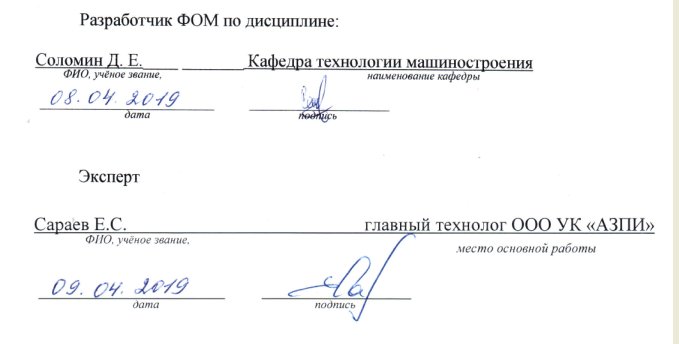 Разработчик ФОМ по дисциплине:
Соломин Д. Е. Кафедра технологии машиностроения
ФИО, учёное звание, наименование кафедры
08.04.2019
дата подпись
Эксперт
Сараев Е.С. главный технолог ООО УК «АЗПИ»
ФИО, учёное звание, место основной работы
09.04.2019
дата подпись